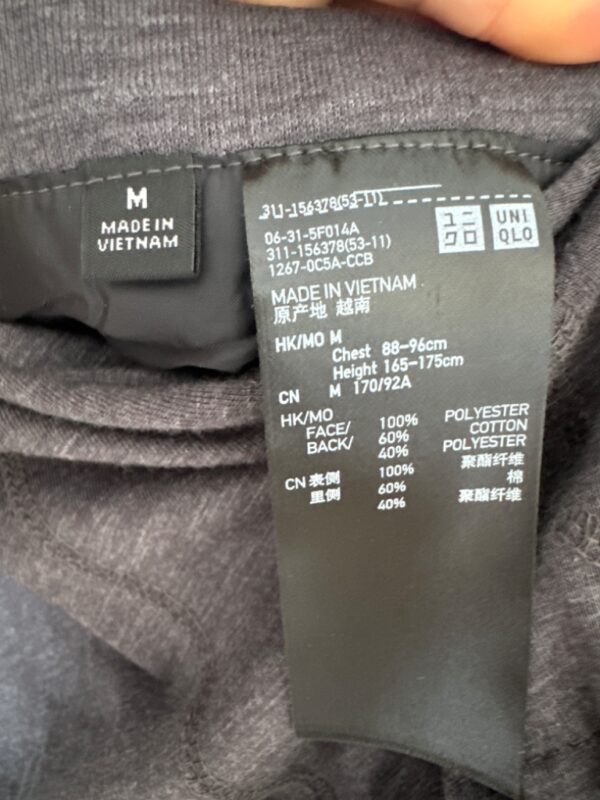 M
MADE IN
VIETNAM
311-156378(53-11)
06-31-5F014A
311-156378(53-11)
1267-0C5A-CCB
ユニ
クロ
UNI
QLO
MADE IN VIETNAM
原产地 越南
HK/MO M
Chest 88-96cm
Height 165-175cm
CN M 170/92A
HK/MO
FACE/ 100% POLYESTER
BACK/ 60% COTTON
40% POLYESTER
CN 表侧 100% 聚酯纤维
里侧 60% 棉
40% 聚酯纤维